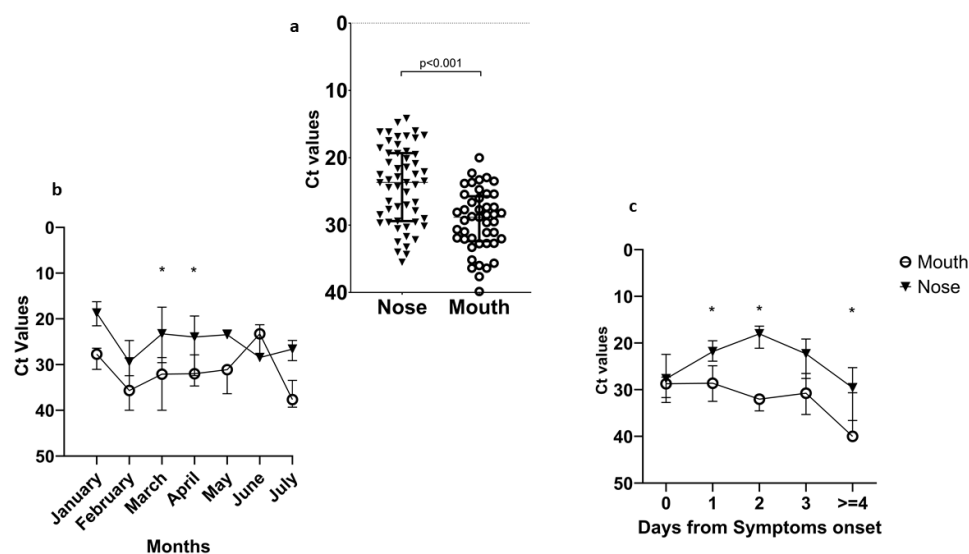 a
0
10
20
30
40
Ct values
p<0.001
Nose
Mouth
b
0
10
20
30
40
50
Ct Values
*
*
January
February
March
April
May
June
July
Months
c
0
10
20
30
40
50
Ct values
*
*
*
0
1
2
3
>=4
Days from Symptoms onset
Mouth
Nose